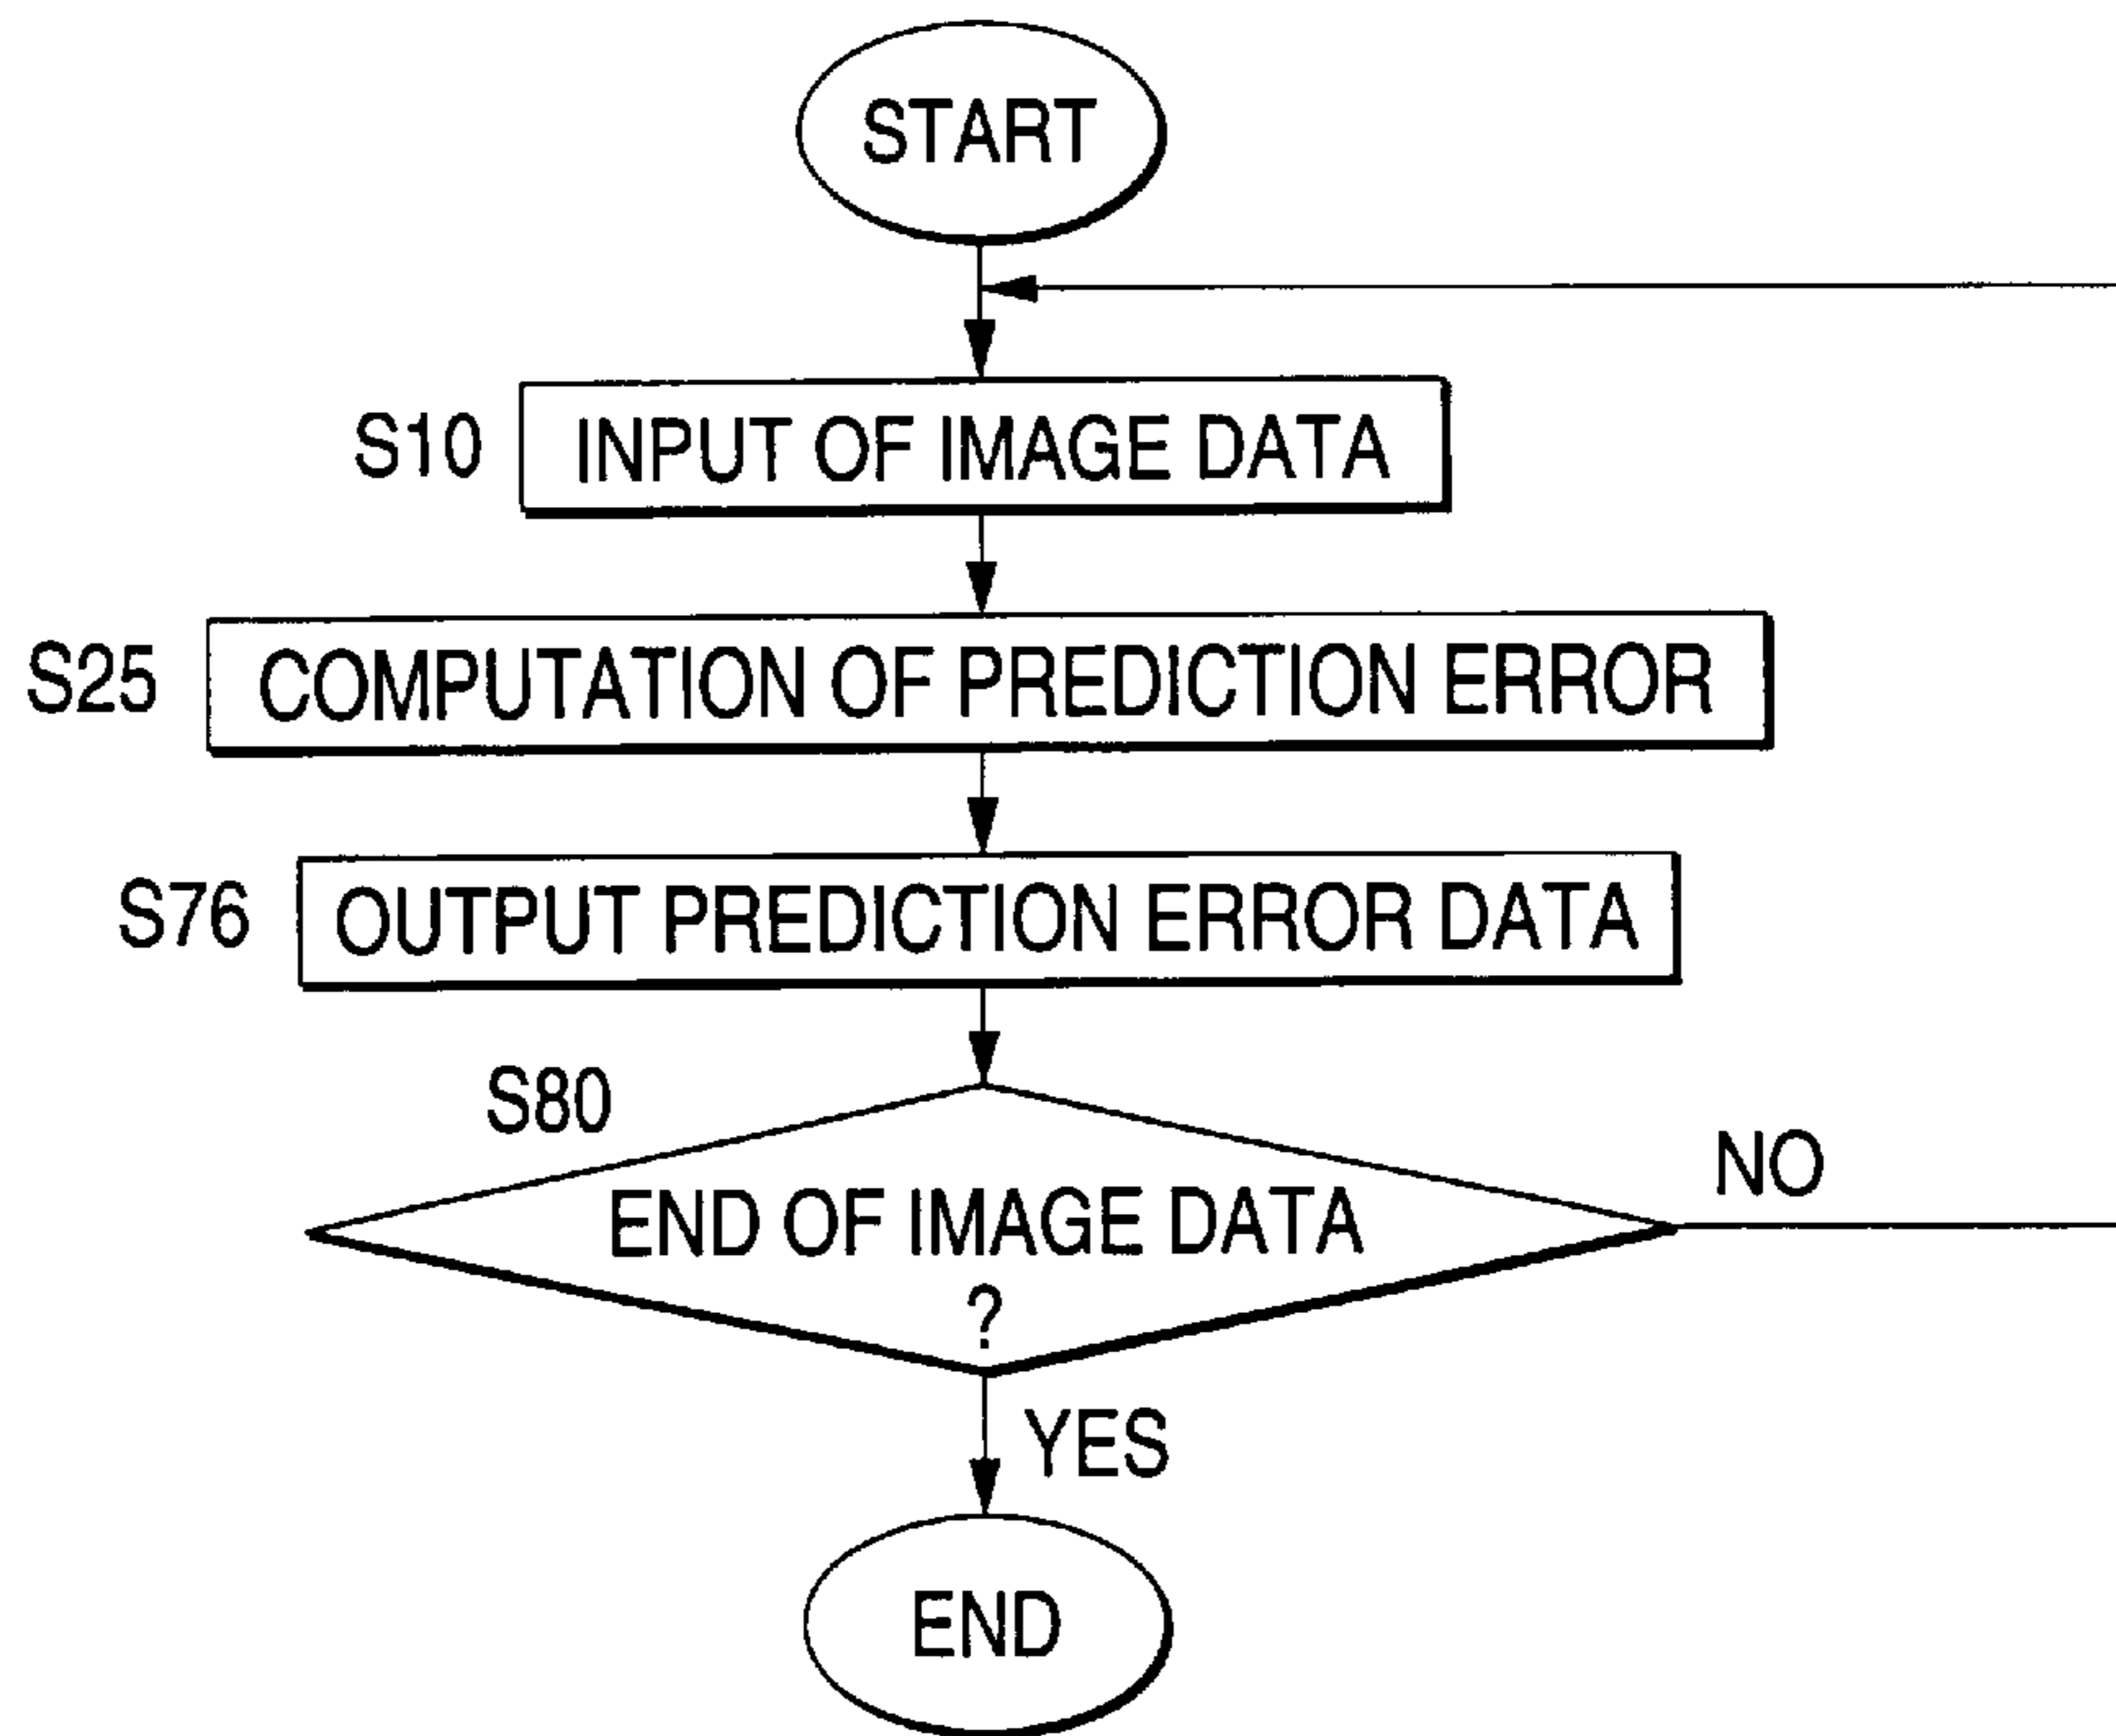 START
S10
INPUT OF IMAGE DATA
S25
COMPUTATION OF PREDICTION ERROR
S76
OUTPUT PREDICTION ERROR DATA
S80
END OF IMAGE DATA
?
NO
YES
END